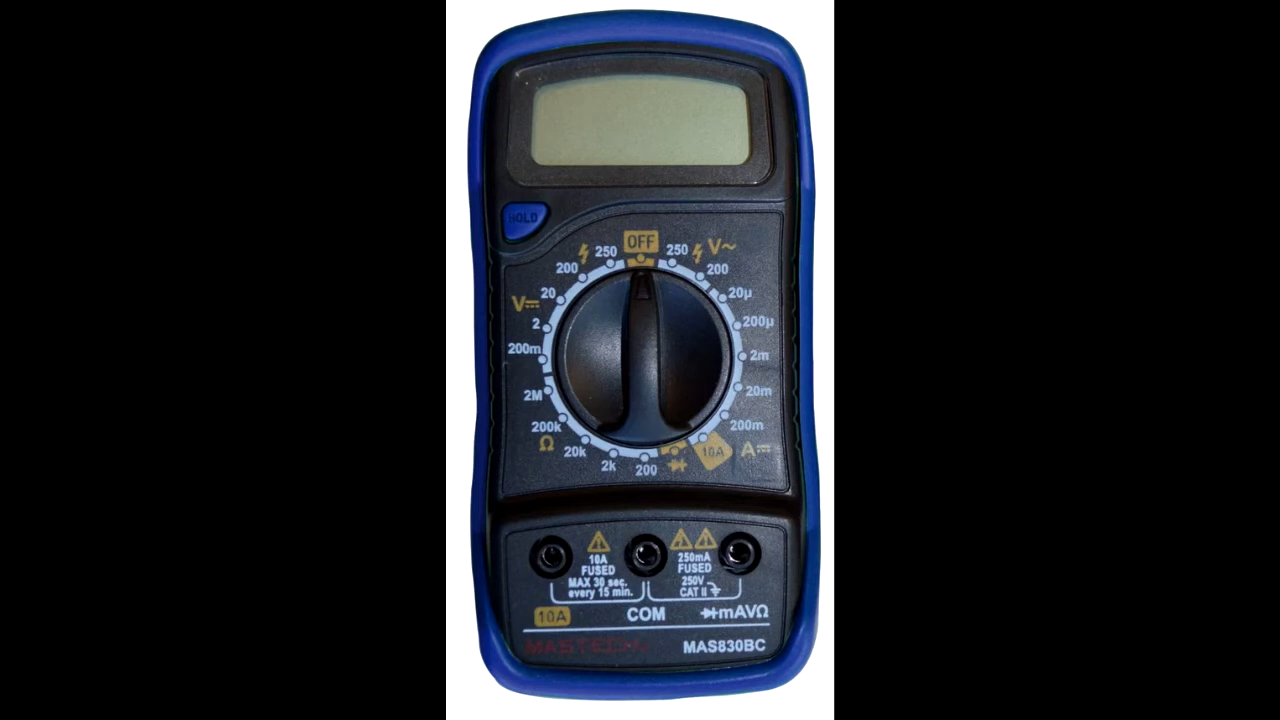 HOLD
OFF
250 250 V~
200 200
20 20µ
V⎓
2 200µ
200m 2m
2M 20m
200k 200m
Ω 20k 10A A⎓
2k 200
10A 250mA
FUSED FUSED
MAX 30 sec. 250V
every 15 min. CAT II
10A COM mAVΩ
MASTECH MAS830BC